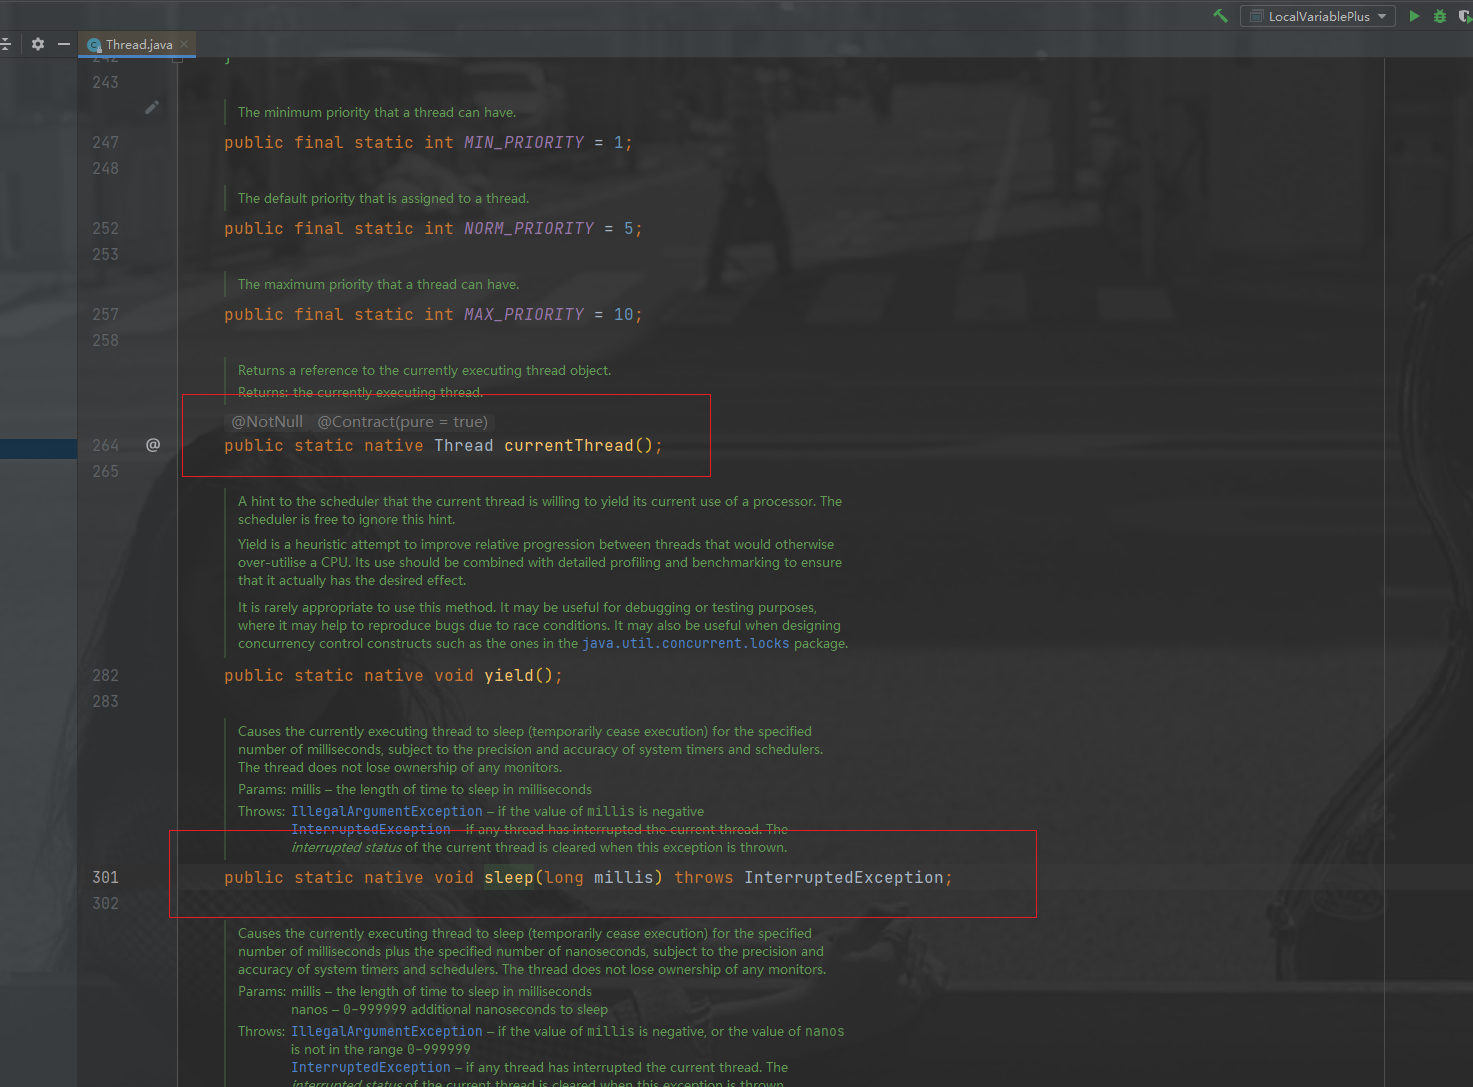 LocalVariablePlus
Thread.java
242 }
243
The minimum priority that a thread can have.
247 public final static int MIN_PRIORITY = 1;
248
The default priority that is assigned to a thread.
252 public final static int NORM_PRIORITY = 5;
253
The maximum priority that a thread can have.
257 public final static int MAX_PRIORITY = 10;
258
Returns a reference to the currently executing thread object.
Returns: the currently executing thread.
@NotNull @Contract(pure = true)
264 @ public static native Thread currentThread();
265
A hint to the scheduler that the current thread is willing to yield its current use of a processor. The
scheduler is free to ignore this hint.
Yield is a heuristic attempt to improve relative progression between threads that would otherwise
over-utilise a CPU. Its use should be combined with detailed profiling and benchmarking to ensure
that it actually has the desired effect.
It is rarely appropriate to use this method. It may be useful for debugging or testing purposes,
where it may help to reproduce bugs due to race conditions. It may also be useful when designing
concurrency control constructs such as the ones in the java.util.concurrent.locks package.
282 public static native void yield();
283
Causes the currently executing thread to sleep (temporarily cease execution) for the specified
number of milliseconds, subject to the precision and accuracy of system timers and schedulers.
The thread does not lose ownership of any monitors.
Params: millis – the length of time to sleep in milliseconds
Throws: IllegalArgumentException – if the value of millis is negative
InterruptedException – if any thread has interrupted the current thread. The
interrupted status of the current thread is cleared when this exception is thrown.
301 public static native void sleep(long millis) throws InterruptedException;
302
Causes the currently executing thread to sleep (temporarily cease execution) for the specified
number of milliseconds plus the specified number of nanoseconds, subject to the precision and
accuracy of system timers and schedulers. The thread does not lose ownership of any monitors.
Params: millis – the length of time to sleep in milliseconds
nanos – 0-999999 additional nanoseconds to sleep
Throws: IllegalArgumentException – if the value of millis is negative, or the value of nanos
is not in the range 0-999999
InterruptedException – if any thread has interrupted the current thread. The
interrupted status of the current thread is cleared when this exception is thrown.